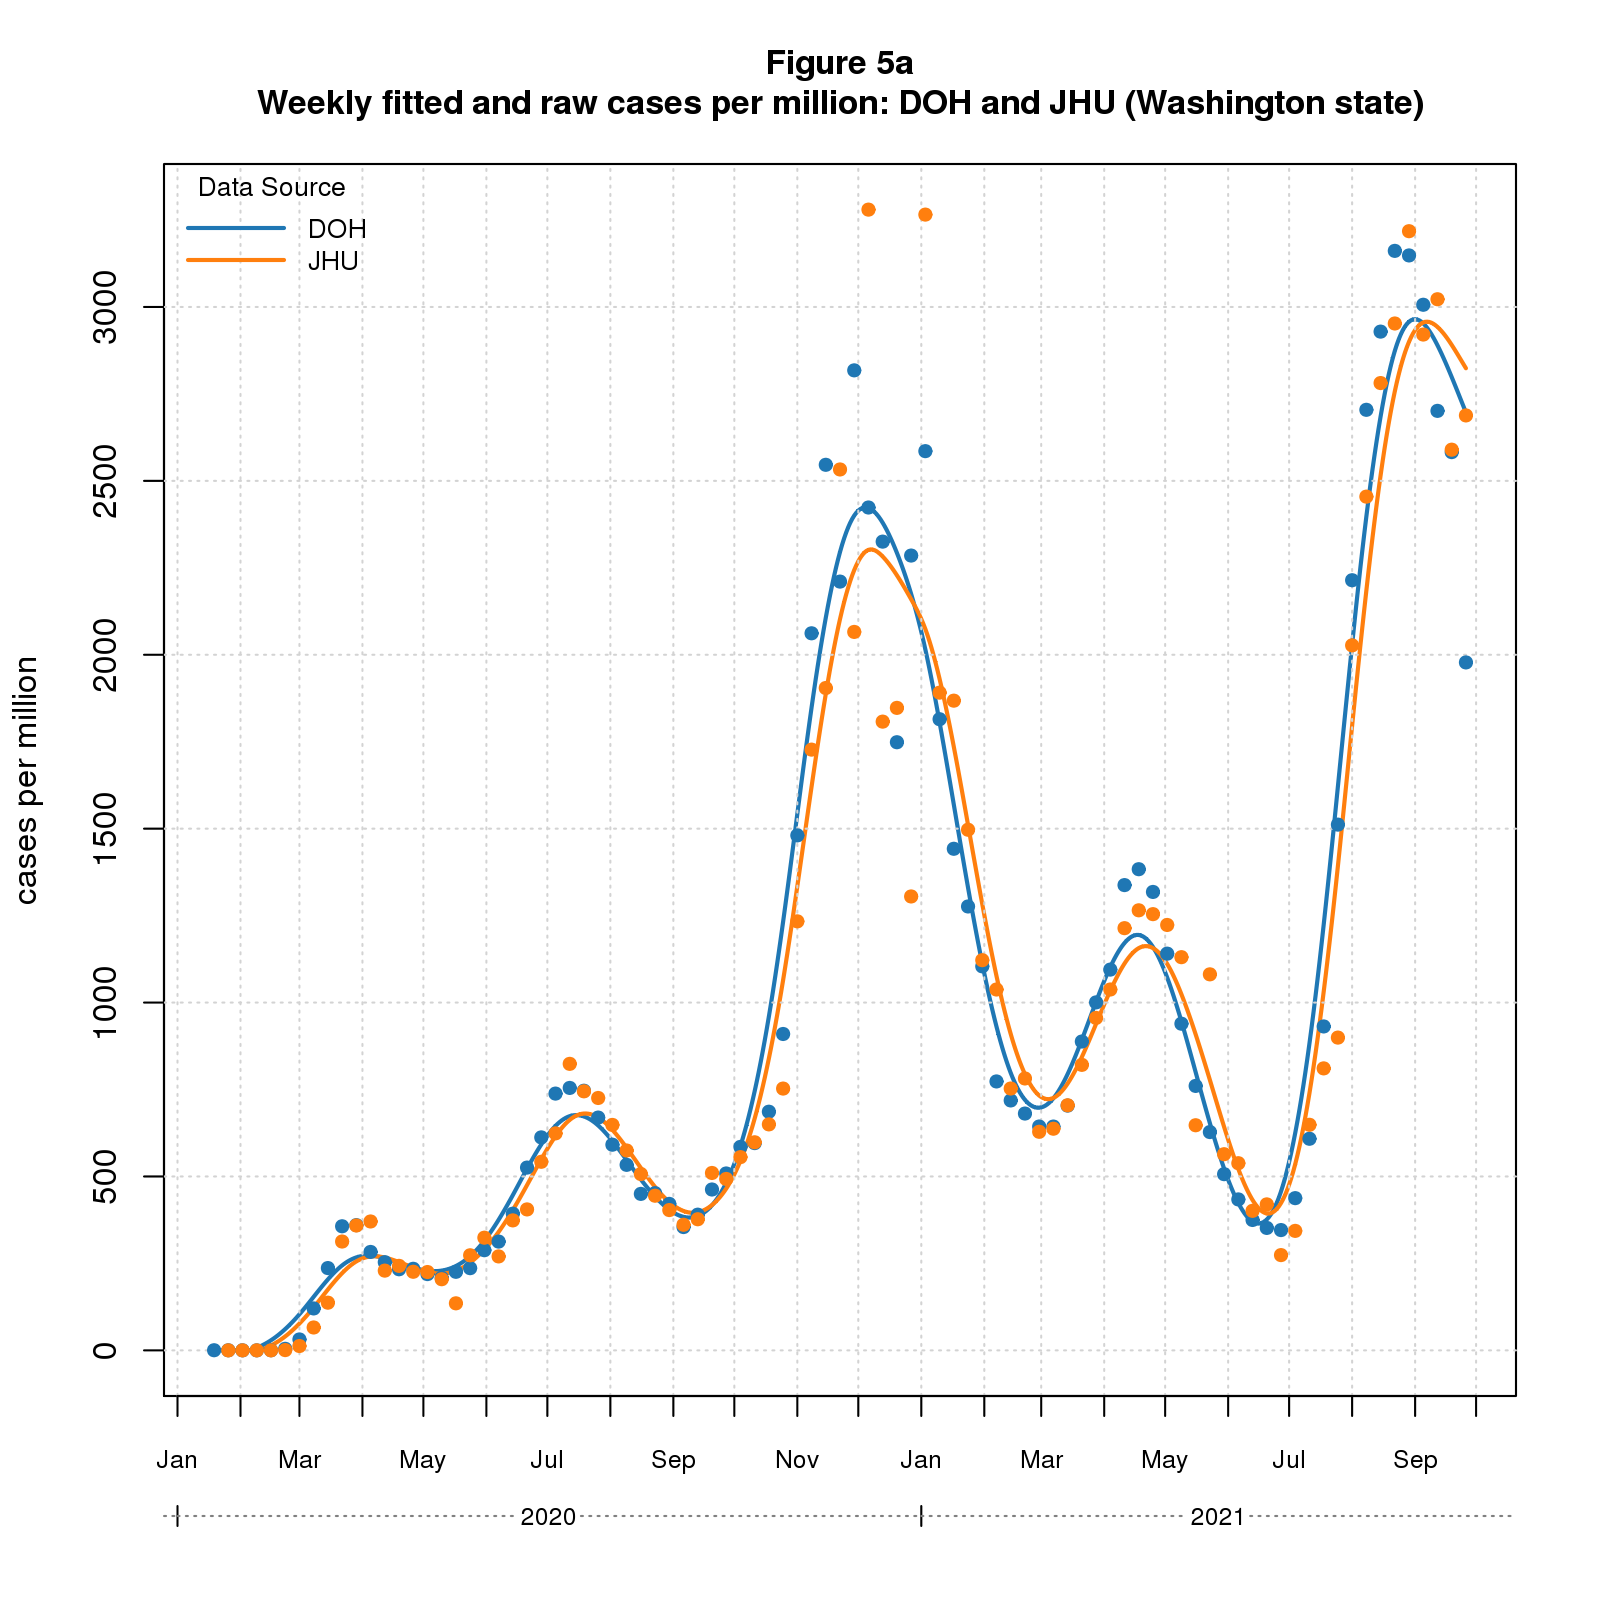 Figure 5a
Weekly fitted and raw cases per million: DOH and JHU (Washington state)
Data Source
DOH
JHU
cases per million
3000
2500
2000
1500
1000
500
0
Jan Mar May Jul Sep Nov Jan Mar May Jul Sep
2020 2021